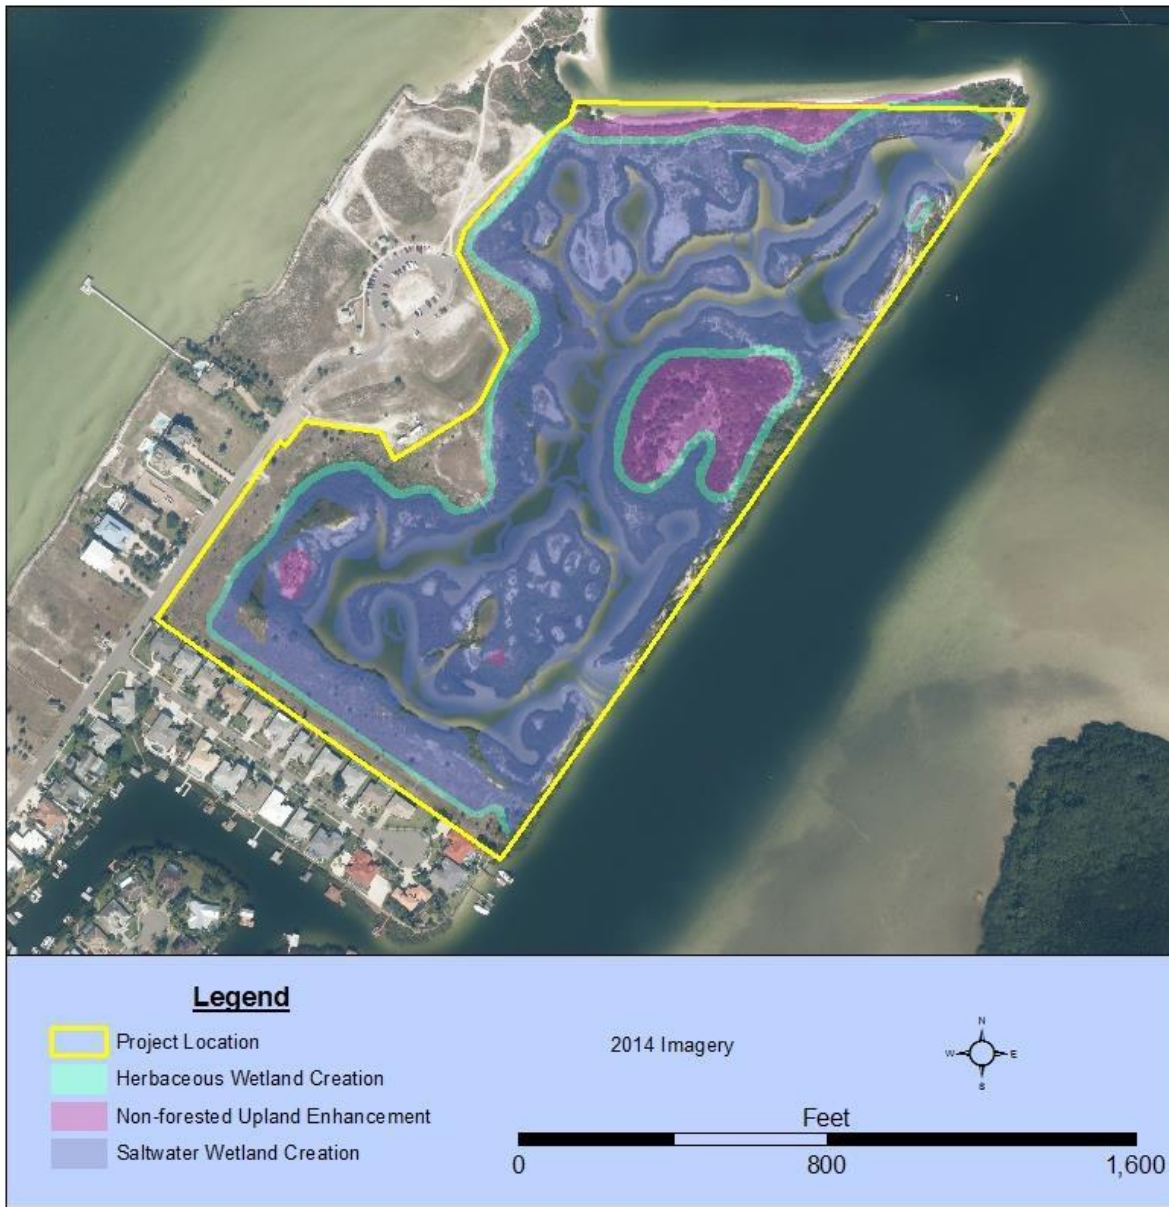 Legend
Project Location
Herbaceous Wetland Creation
Non-forested Upland Enhancement
Saltwater Wetland Creation
2014 Imagery
N
W E
S
Feet
0 800 1,600